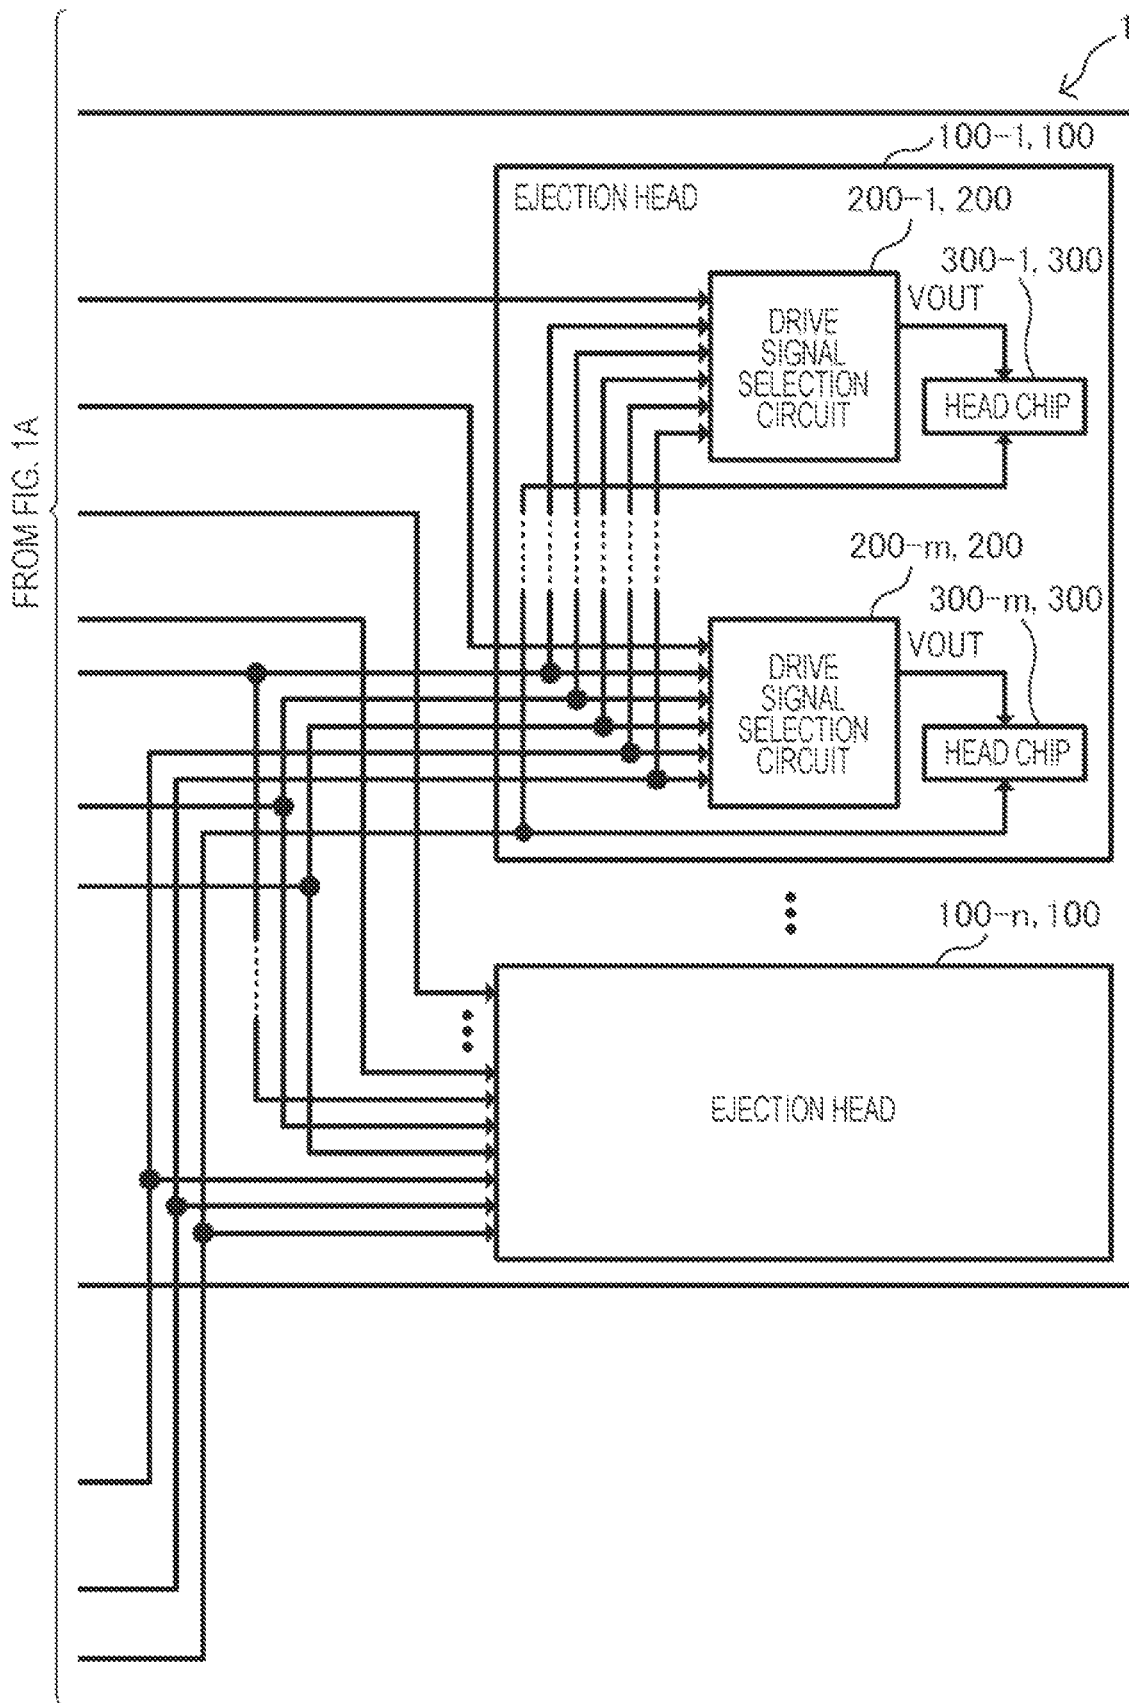 1
100-1, 100
EJECTION HEAD
200-1, 200
300-1, 300
VOUT
DRIVE
SIGNAL
SELECTION
CIRCUIT
HEAD CHIP
FROM FIG. 1A
200-m, 200
300-m, 300
VOUT
DRIVE
SIGNAL
SELECTION
CIRCUIT
HEAD CHIP
100-n, 100
EJECTION HEAD